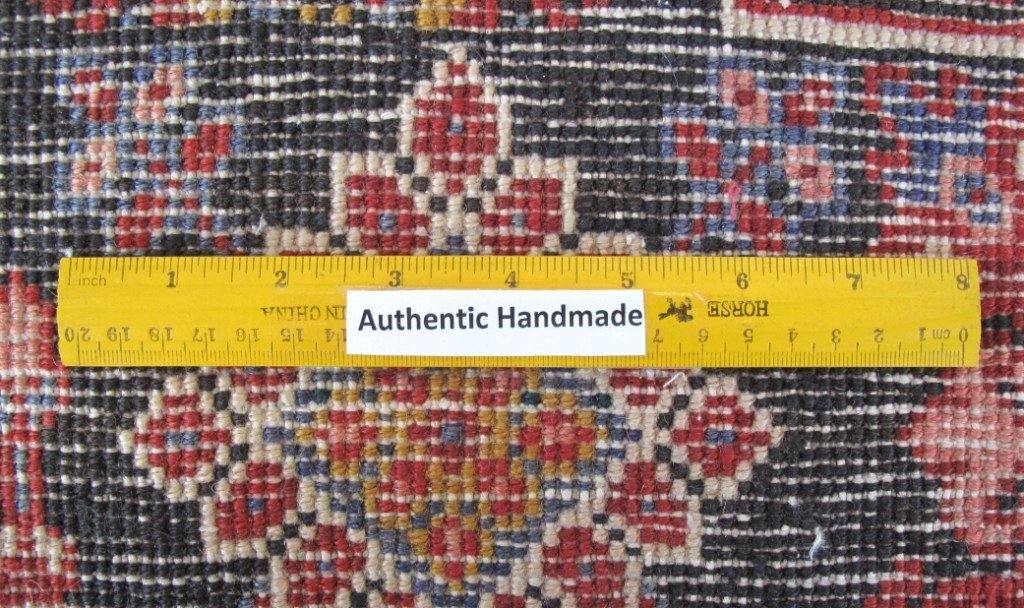 inch 1 2 3 4 5 6 7 8
IN CHINA
HORSE
Authentic Handmade
20 19 18 17 16 15 14 7 6 5 4 3 2 1 cm 0